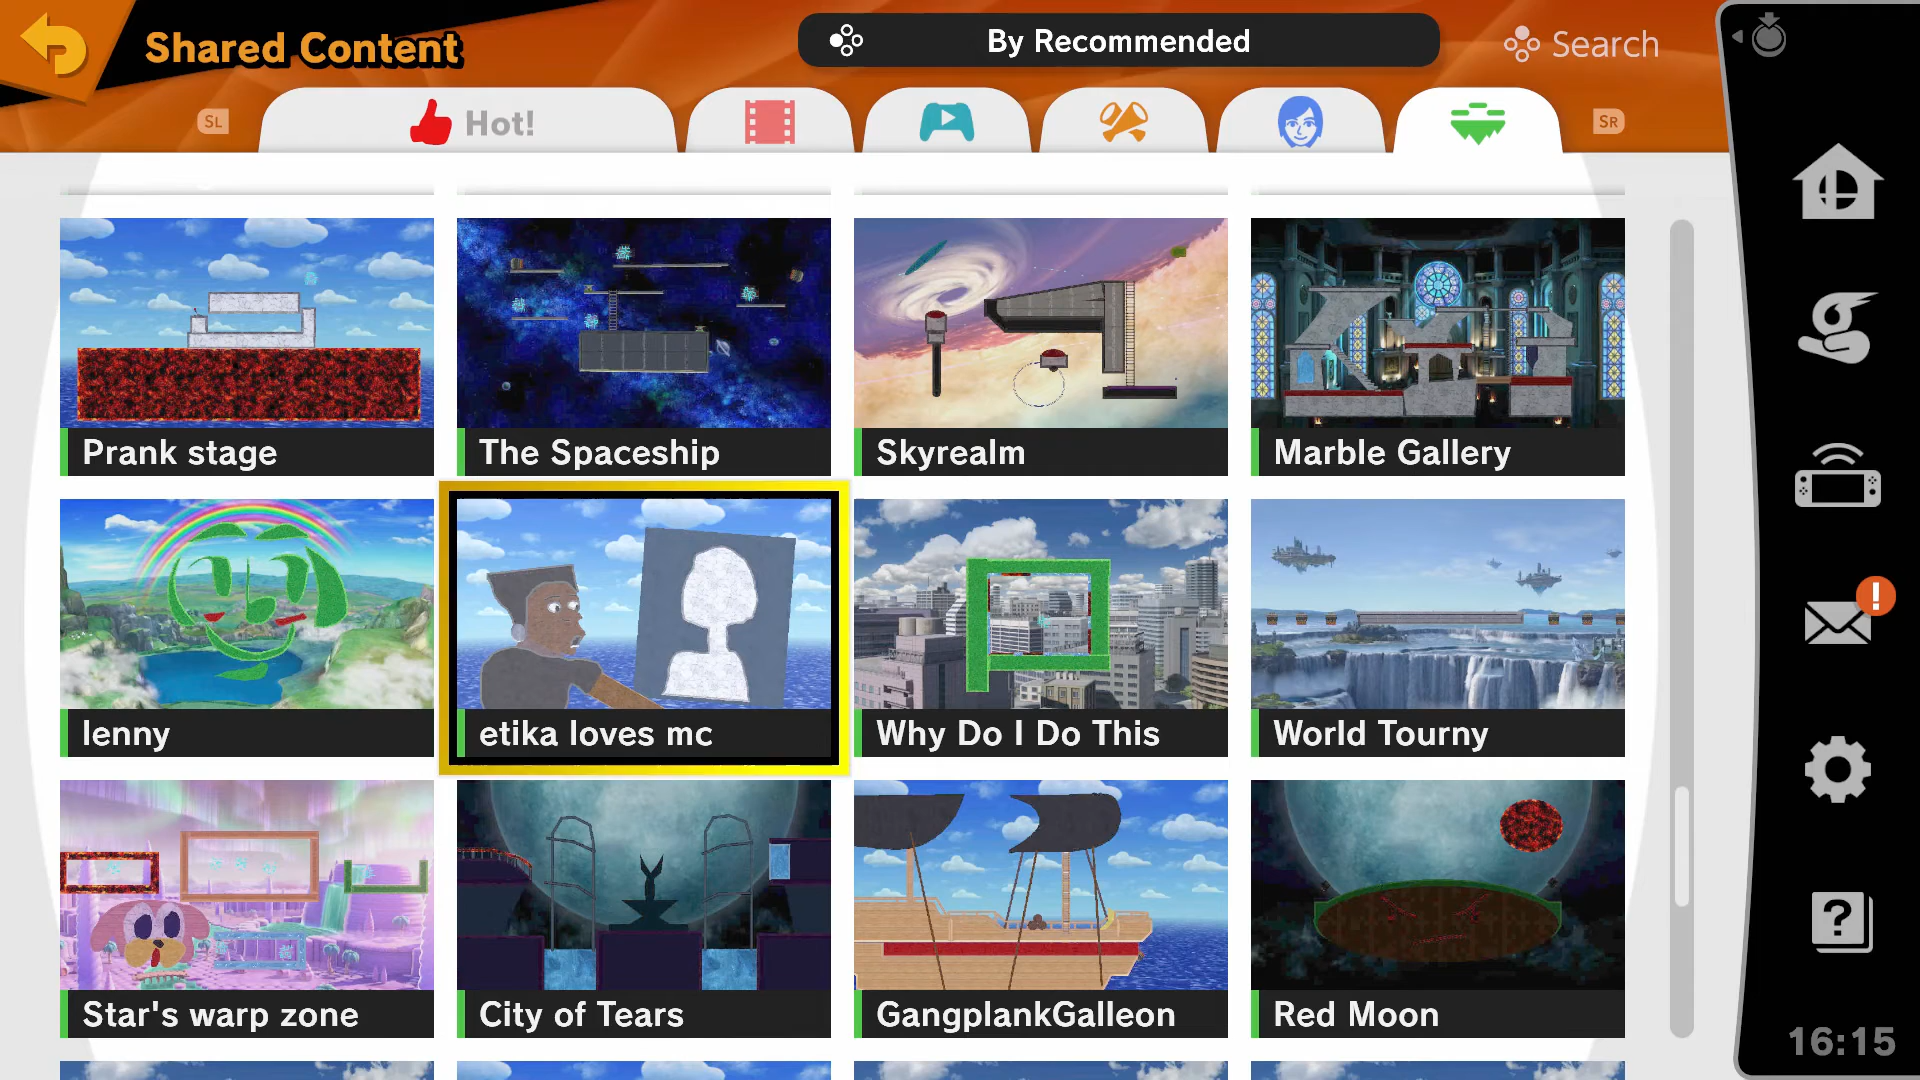 Shared Content
By Recommended
Search
SL
Hot!
SR
Prank stage
The Spaceship
Skyrealm
Marble Gallery
lenny
etika loves mc
Why Do I Do This
World Tourny
Star's warp zone
City of Tears
GangplankGalleon
Red Moon
!
?
16:15